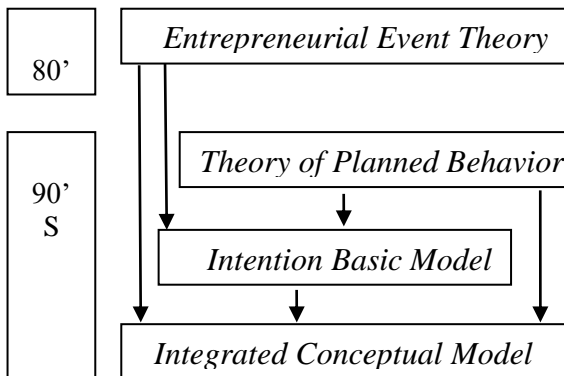 Entrepreneurial Event Theory
80'
Theory of Planned Behavior
90'
S
Intention Basic Model
Integrated Conceptual Model